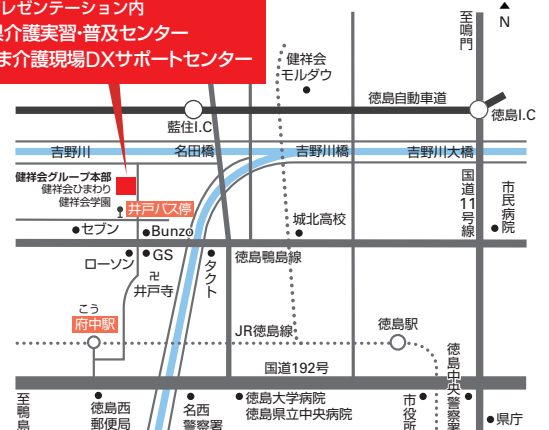 レゼンテーション内
介護実習・普及センター
ま介護現場DXサポートセンター
至鳴門
N
健祥会
モルダウ
徳島自動車道
藍住I.C
徳島I.C
吉野川
名田橋
吉野川橋
吉野川大橋
健祥会グループ本部
健祥会ひまわり
健祥会学園
井戸バス停
国道11号線
市民病院
セブン
Bunzo
城北高校
ローソン
GS
タクト
徳島鴨島線
卍
井戸寺
こう
府中駅
JR徳島線
徳島駅
国道192号
徳島中央警察署
至鴨島
徳島西
郵便局
名西
警察署
徳島大学病院
徳島県立中央病院
市役所
県庁